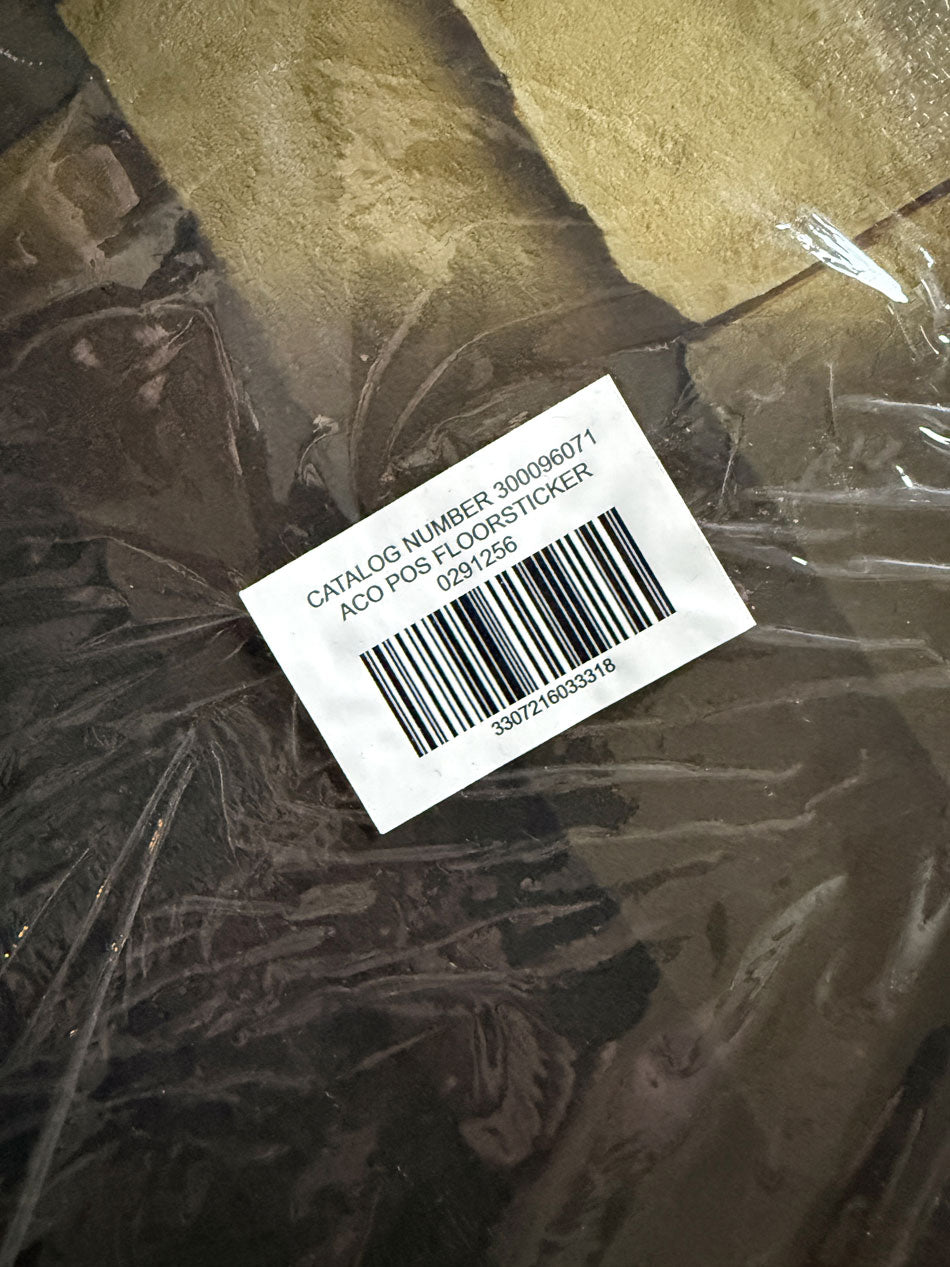 CATALOG NUMBER 300096071
ACO POS FLOORSTICKER
0291256
3307216033318